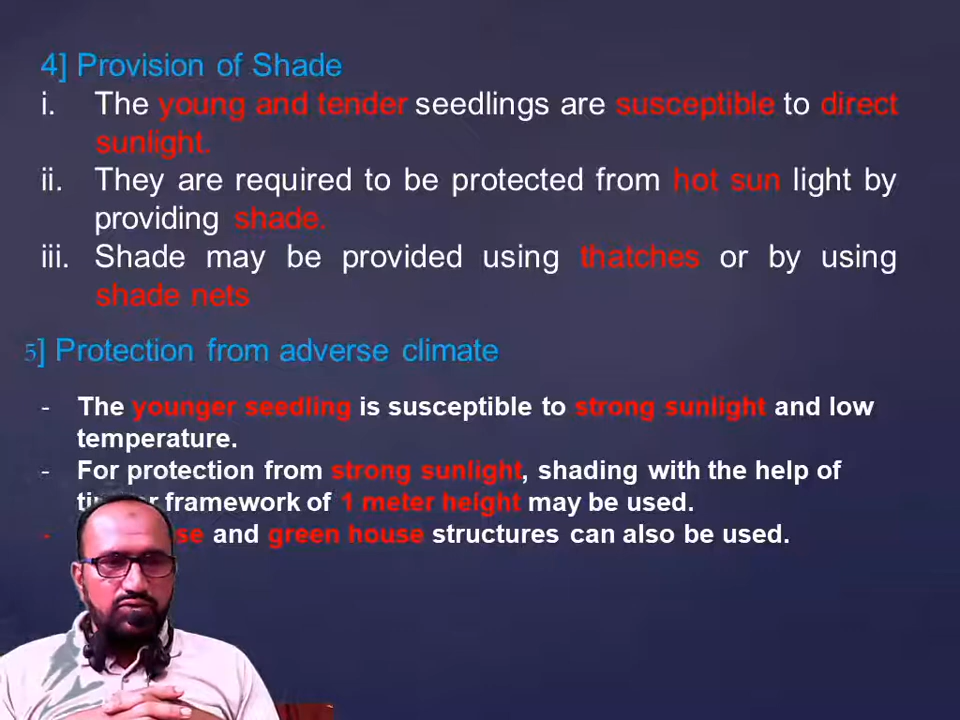 4] Provision of Shade
i. The young and tender seedlings are susceptible to direct
sunlight.
ii. They are required to be protected from hot sun light by
providing shade.
iii. Shade may be provided using thatches or by using
shade nets
5] Protection from adverse climate
- The younger seedling is susceptible to strong sunlight and low
temperature.
- For protection from strong sunlight, shading with the help of
framework of 1 meter height may be used.
- and green house structures can also be used.